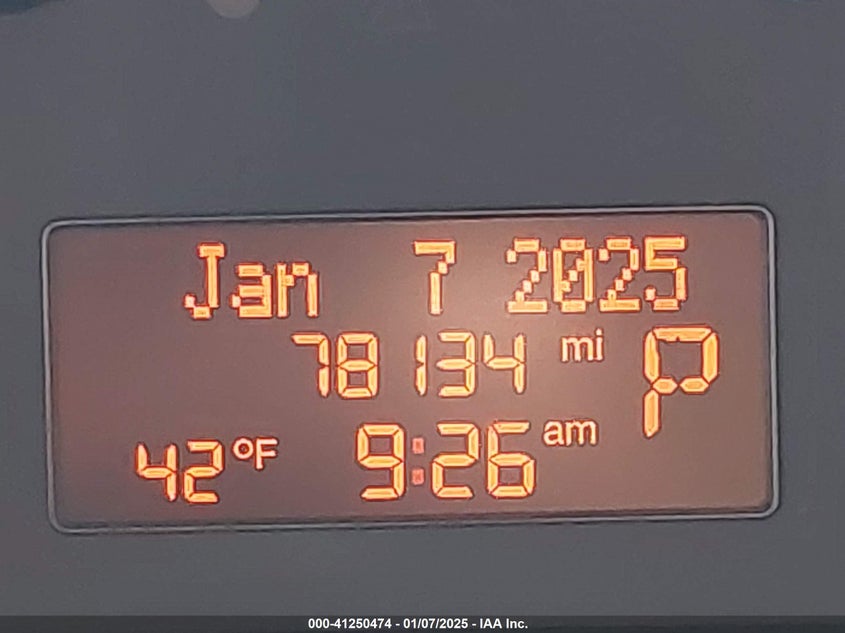 Jan 7 2025
78134 mi P
42°F 9:26 am
000-41250474 - 01/07/2025 - IAA Inc.